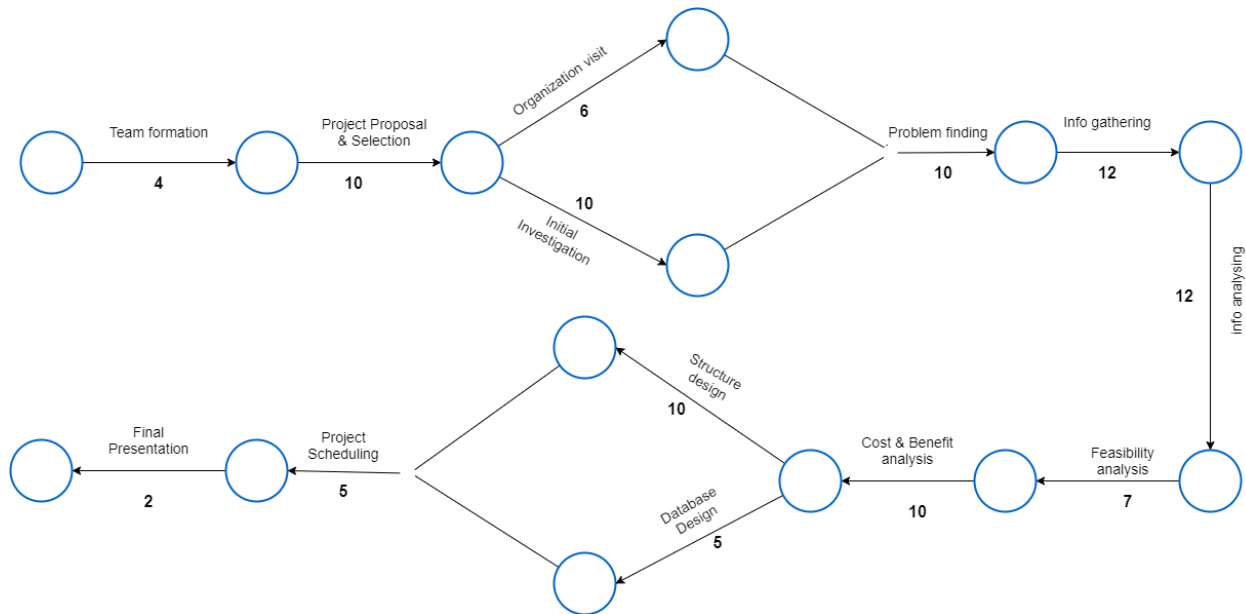 Team formation
4
Project Proposal
& Selection
10
Organization visit
6
10
Initial
Investigation
Problem finding
10
Info gathering
12
info analysing
12
Feasibility
analysis
7
Cost & Benefit
analysis
10
Structure
design
10
Database
Design
5
Project
Scheduling
5
Final
Presentation
2